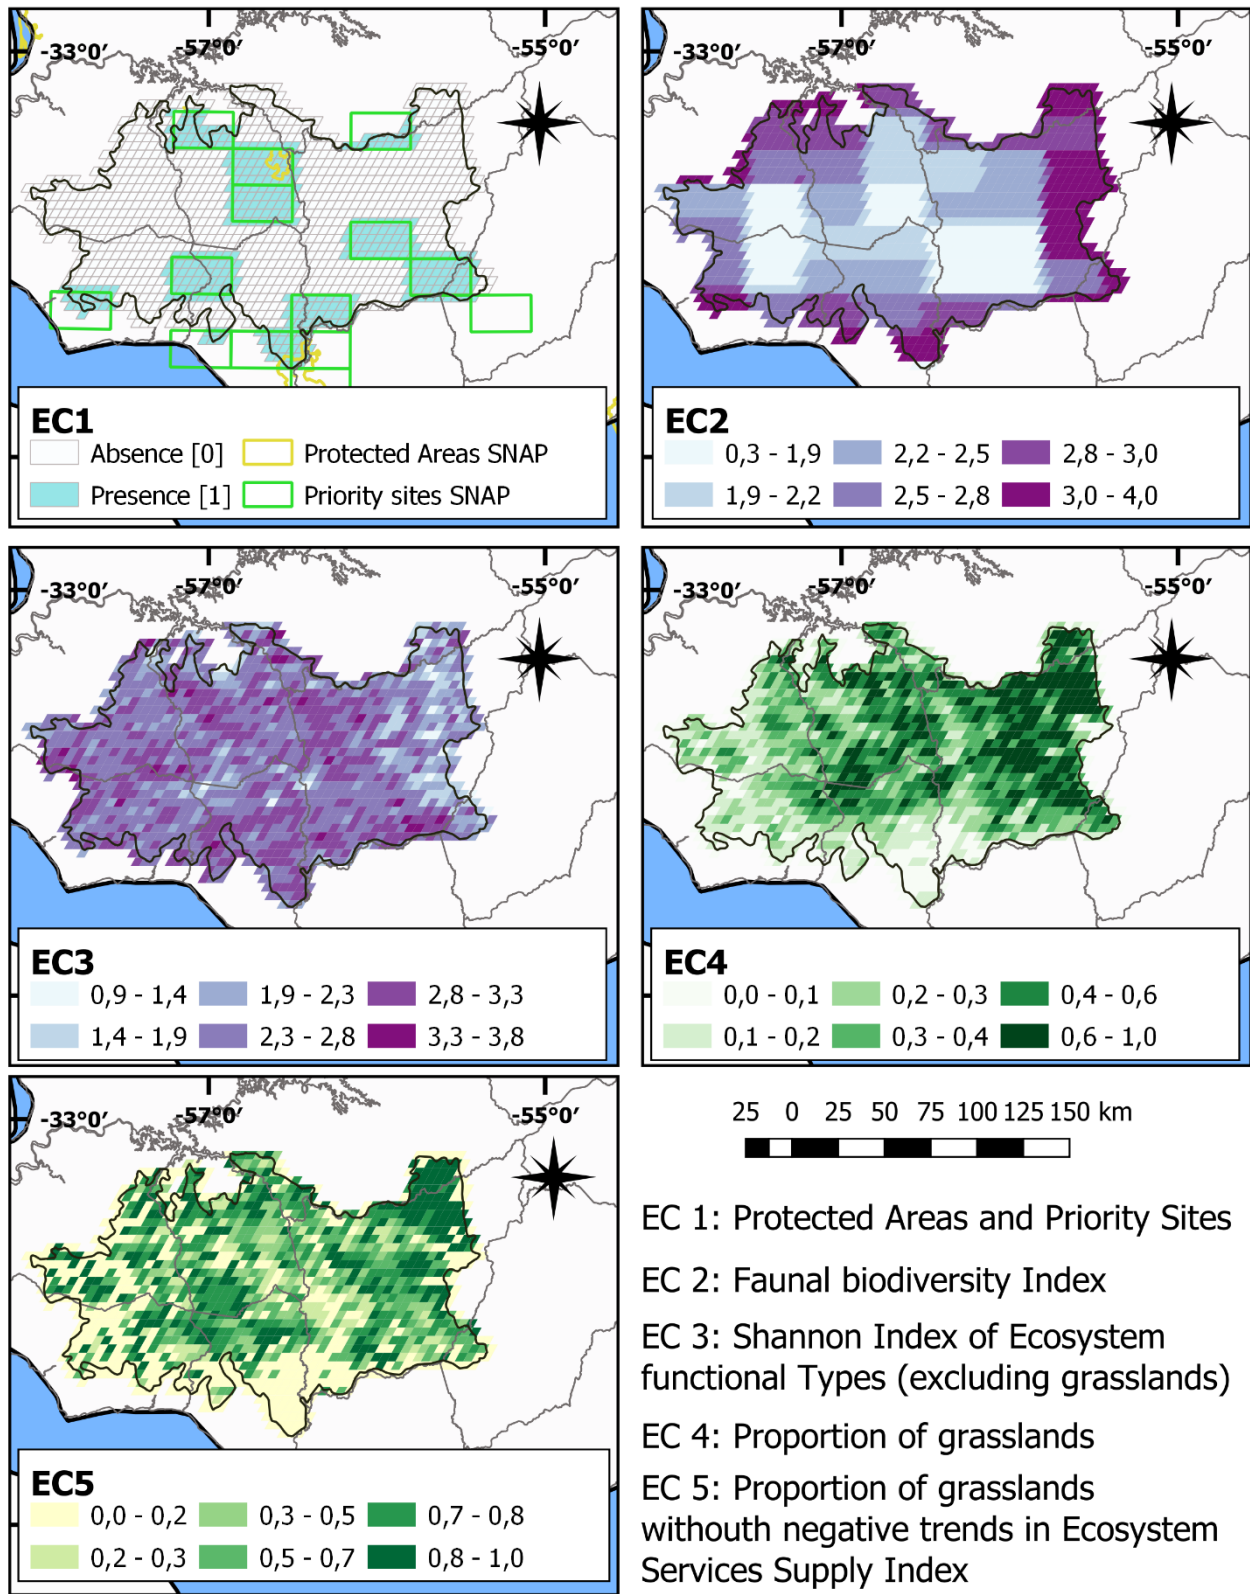 -33°0′
-57°0′
-55°0′
EC1
Absence [0]
Protected Areas SNAP
Presence [1]
Priority sites SNAP
-33°0′
-57°0′
-55°0′
EC2
0,3 - 1,9
2,2 - 2,5
2,8 - 3,0
1,9 - 2,2
2,5 - 2,8
3,0 - 4,0
-33°0′
-57°0′
-55°0′
EC3
0,9 - 1,4
1,9 - 2,3
2,8 - 3,3
1,4 - 1,9
2,3 - 2,8
3,3 - 3,8
-33°0′
-57°0′
-55°0′
EC4
0,0 - 0,1
0,2 - 0,3
0,4 - 0,6
0,1 - 0,2
0,3 - 0,4
0,6 - 1,0
-33°0′
-57°0′
-55°0′
EC5
0,0 - 0,2
0,3 - 0,5
0,7 - 0,8
0,2 - 0,3
0,5 - 0,7
0,8 - 1,0
25 0 25 50 75 100 125 150 km
EC 1: Protected Areas and Priority Sites
EC 2: Faunal biodiversity Index
EC 3: Shannon Index of Ecosystem
functional Types (excluding grasslands)
EC 4: Proportion of grasslands
EC 5: Proportion of grasslands
withouth negative trends in Ecosystem
Services Supply Index